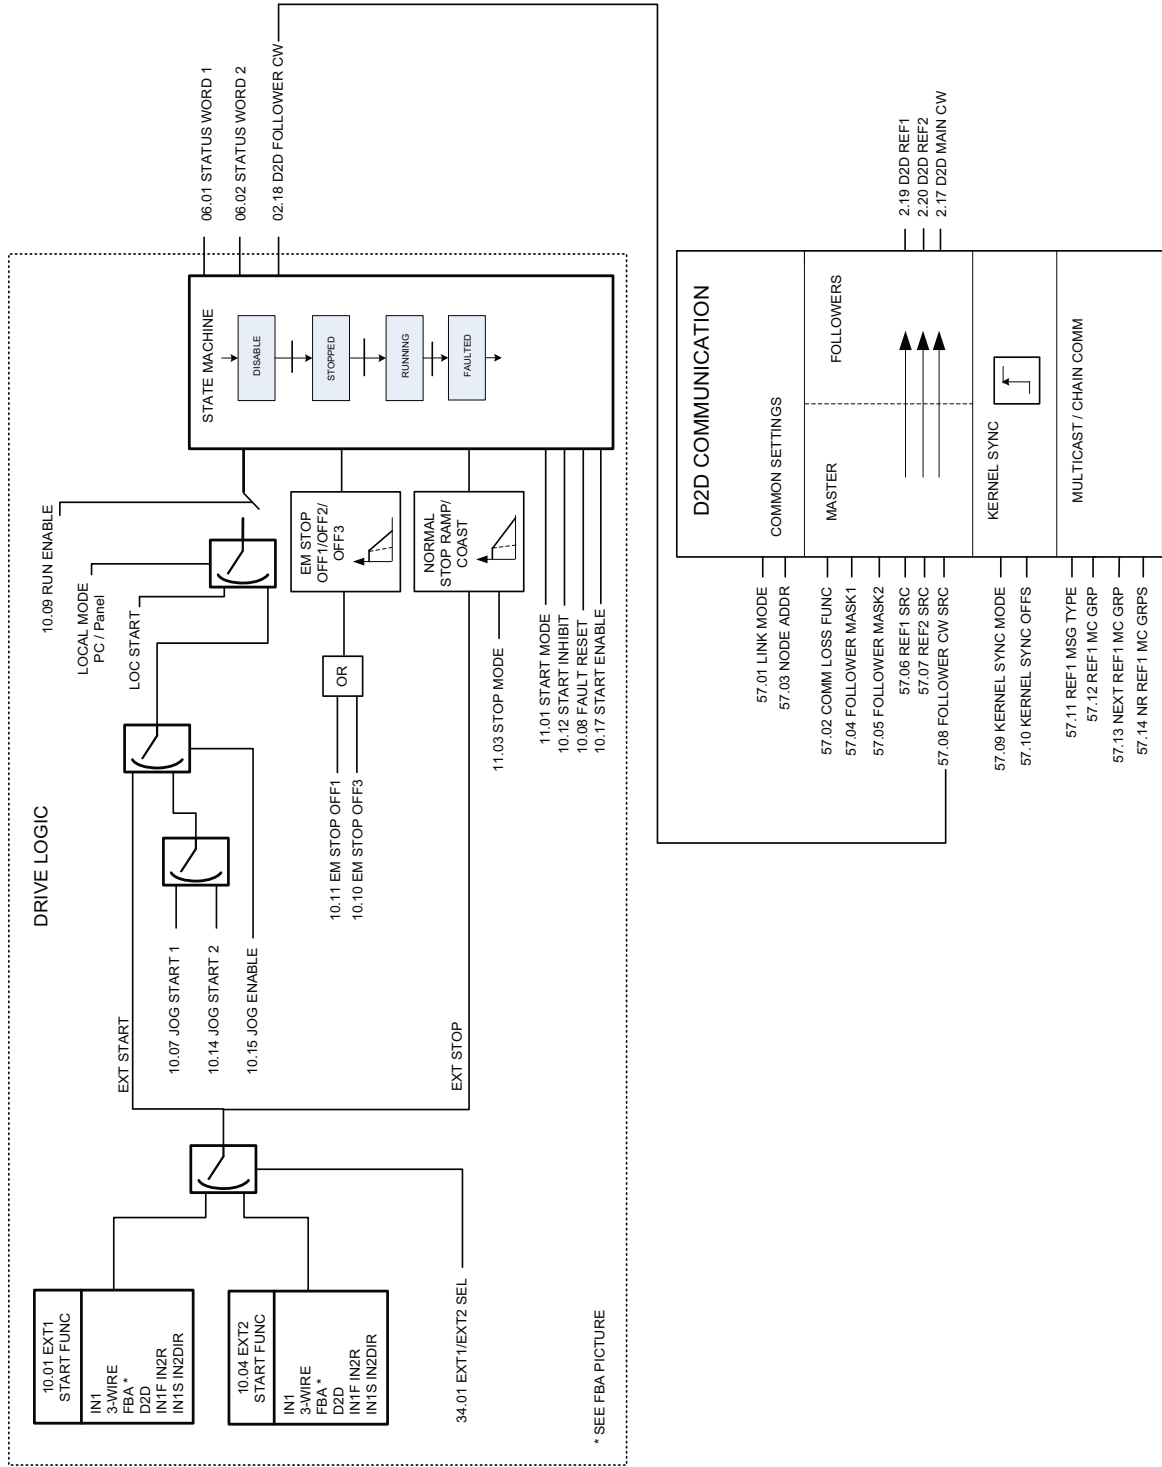 DRIVE LOGIC
10.01 EXT1
START FUNC
IN1
3-WIRE
FBA *
D2D
IN1F IN2R
IN1S IN2DIR
10.04 EXT2
START FUNC
IN1
3-WIRE
FBA *
D2D
IN1F IN2R
IN1S IN2DIR
34.01 EXT1/EXT2 SEL
* SEE FBA PICTURE
EXT START
10.07 JOG START 1
10.14 JOG START 2
10.15 JOG ENABLE
EXT STOP
10.09 RUN ENABLE
LOCAL MODE
PC / Panel
LOC START
10.11 EM STOP OFF1
10.10 EM STOP OFF3
OR
EM STOP
OFF1/OFF2/
OFF3
NORMAL
STOP RAMP/
COAST
11.03 STOP MODE
11.01 START MODE
10.12 START INHIBIT
10.08 FAULT RESET
10.17 START ENABLE
STATE MACHINE
DISABLE
STOPPED
RUNNING
FAULTED
06.01 STATUS WORD 1
06.02 STATUS WORD 2
02.18 D2D FOLLOWER CW
D2D COMMUNICATION
COMMON SETTINGS
57.01 LINK MODE
57.03 NODE ADDR
MASTER
FOLLOWERS
57.02 COMM LOSS FUNC
57.04 FOLLOWER MASK1
57.05 FOLLOWER MASK2
57.06 REF1 SRC
57.07 REF2 SRC
57.08 FOLLOWER CW SRC
2.19 D2D REF1
2.20 D2D REF2
2.17 D2D MAIN CW
KERNEL SYNC
57.09 KERNEL SYNC MODE
57.10 KERNEL SYNC OFFS
MULTICAST / CHAIN COMM
57.11 REF1 MSG TYPE
57.12 REF1 MC GRP
57.13 NEXT REF1 MC GRP
57.14 NR REF1 MC GRPS